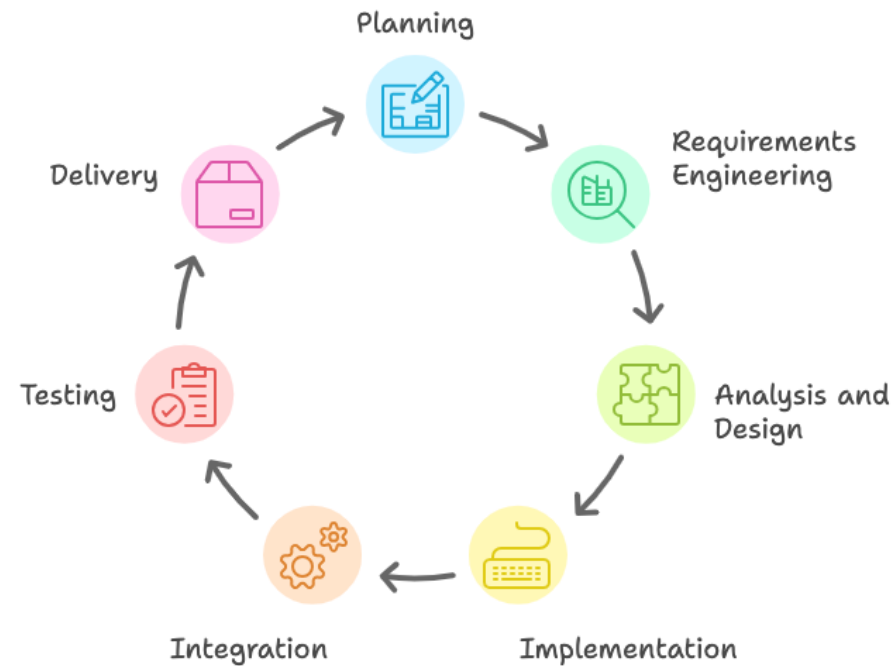 Planning
Requirements
Engineering
Analysis and
Design
Implementation
Integration
Testing
Delivery